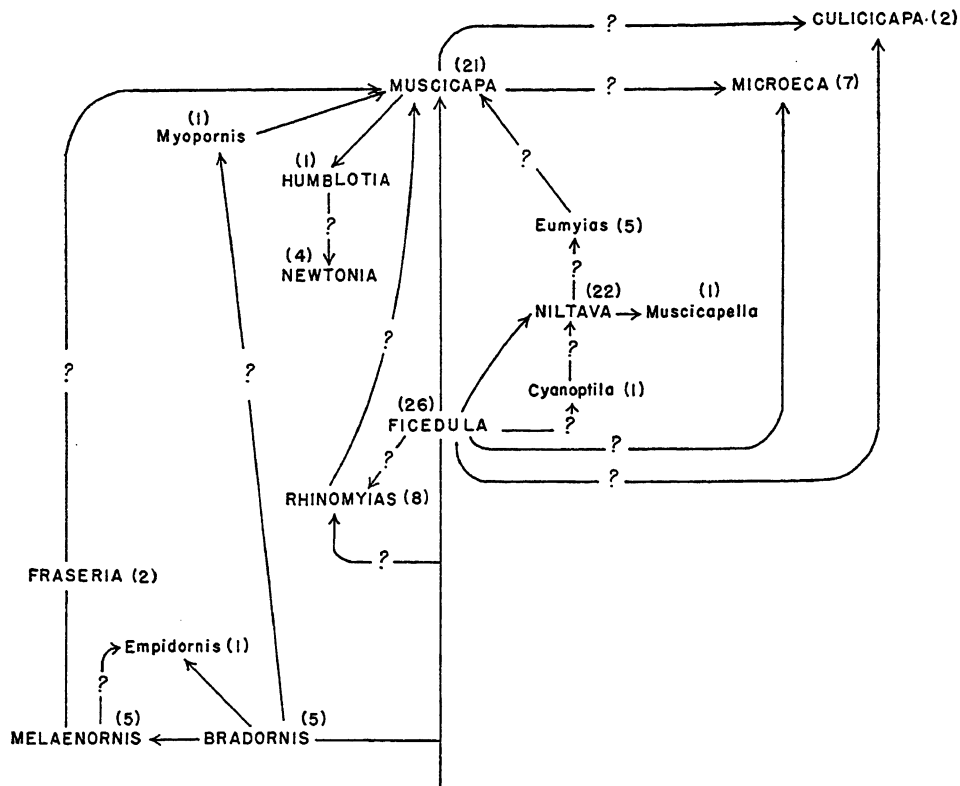 ? CULICICAPA. (2)
(21)
MUSCICAPA ? MICROECA (7)
(1)
Myopornis
?
(1)
HUMBLOTIA
?
Eumyias (5)
(4)
NEWTONIA
?
(22) (1)
NILTAVA Muscicapella
?
?
? ?
Cyanoptila (1)
(26)
FICEDULA ?
?
?
RHINOMYIAS (8) ?
?
FRASERIA (2)
Empidornis (1)
?
(5) (5)
MELAENORNIS BRADORNIS